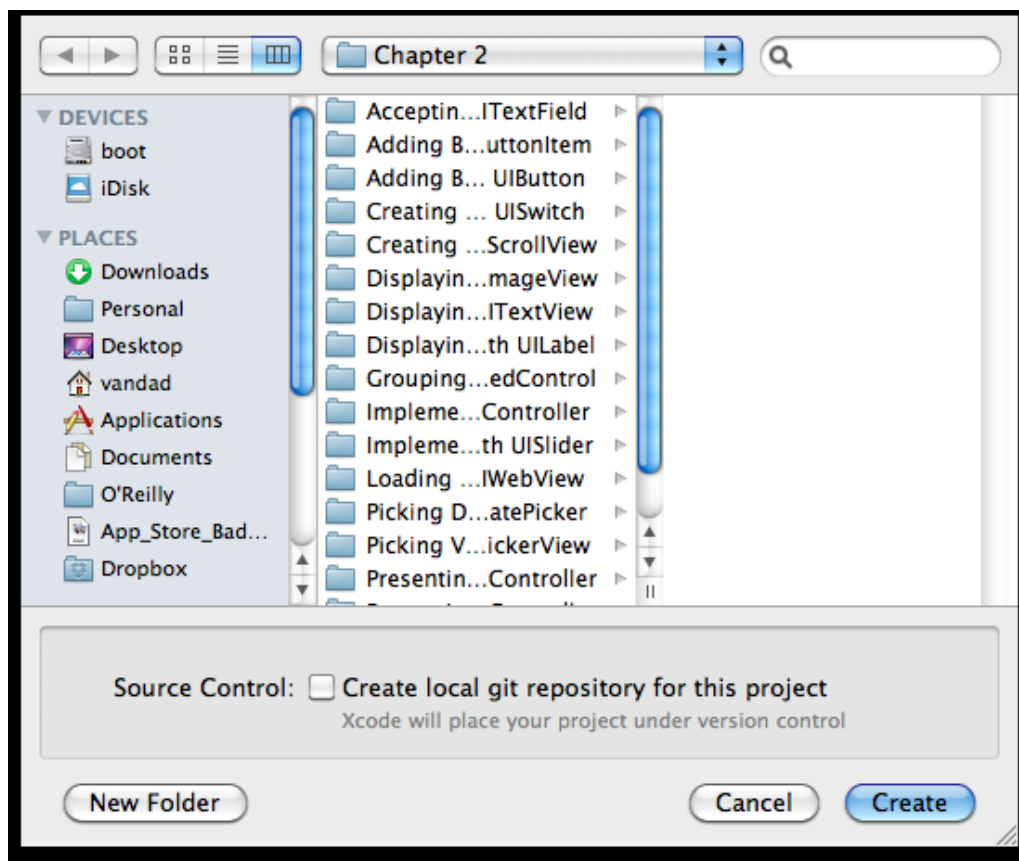 Chapter 2
DEVICES
boot
iDisk
PLACES
Downloads
Personal
Desktop
vandad
Applications
Documents
O'Reilly
App_Store_Bad...
Dropbox
Acceptin...ITextField
Adding B...uttonItem
Adding B... UIButton
Creating ... UISwitch
Creating ...ScrollView
Displayin...mageView
Displayin...ITextView
Displayin...th UILabel
Grouping...edControl
Impleme...Controller
Impleme...th UISlider
Loading ...IWebView
Picking D...atePicker
Picking V...ickerView
Presentin...Controller
Source Control: Create local git repository for this project
Xcode will place your project under version control
New Folder
Cancel
Create